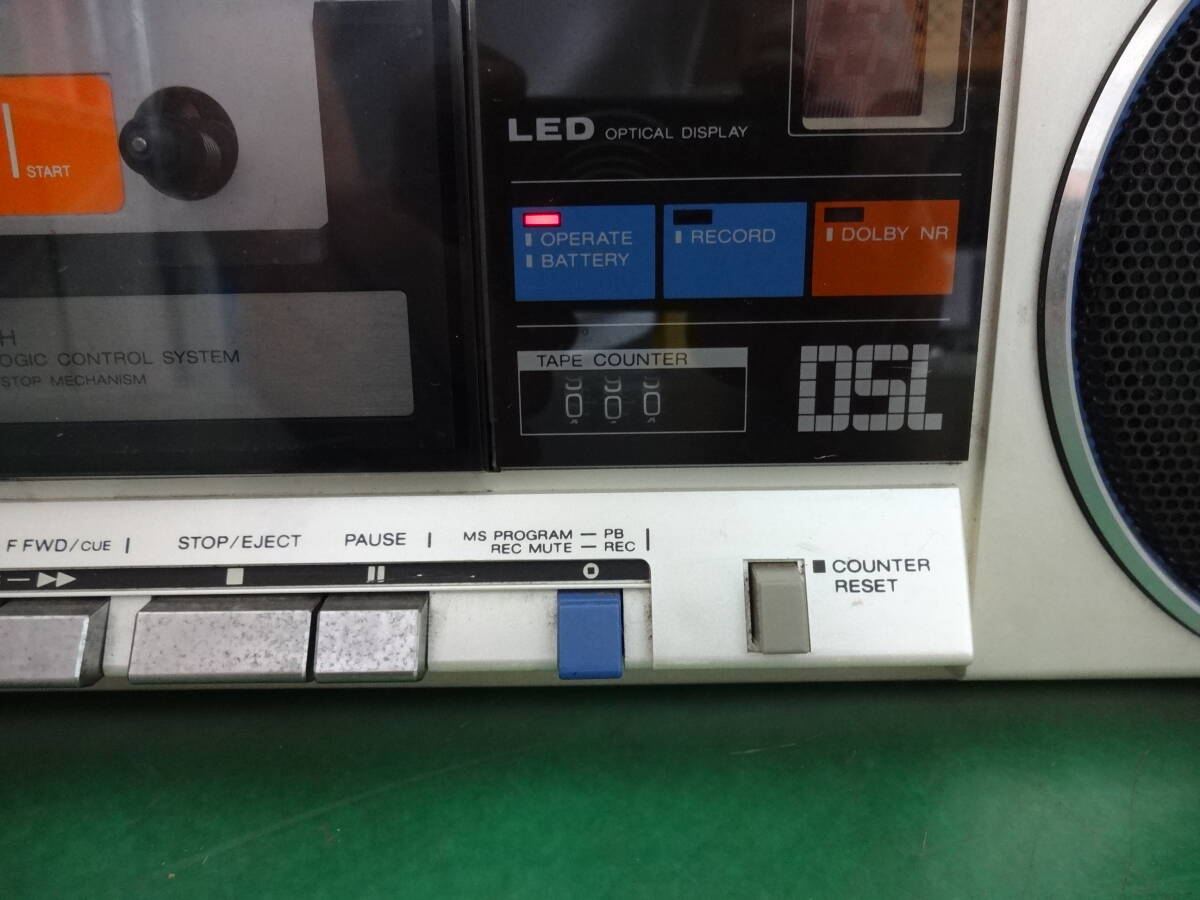 START
LED OPTICAL DISPLAY
OPERATE
BATTERY
RECORD
DOLBY NR
H
OGIC CONTROL SYSTEM
STOP MECHANISM
TAPE COUNTER
000
DSL
F FWD/CUE
STOP/EJECT
PAUSE
MS PROGRAM — PB
REC MUTE — REC
COUNTER
RESET